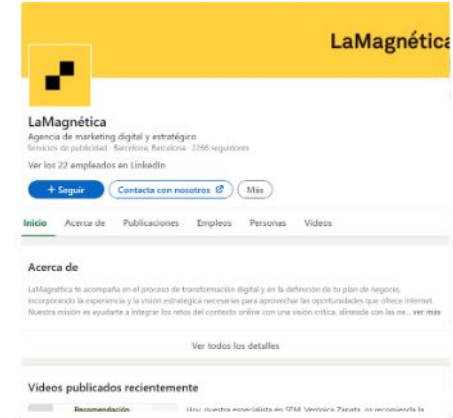 LaMagnética
LaMagnética
Agencia de marketing digital y estratégico
Servicios de publicidad Barcelona, Barcelona 2266 seguidores
Ver los 22 empleados en LinkedIn
+ Seguir Contacta con nosotros Más
Inicio Acerca de Publicaciones Empleos Personas Vídeos
Acerca de
LaMagnética te acompaña en el proceso de transformación digital y en la definición de tu plan de negocio,
incorporando la experiencia y la visión estratégica necesarias para aprovechar las oportunidades que ofrece Internet.
Nuestra misión es ayudarte a integrar los retos del contexto online con una visión crítica, alineada con las ne... ver más
Ver todos los detalles
Vídeos publicados recientemente
Recomendación Hoy, nuestra especialista en SEM, Verónica Zapata, os recomienda la